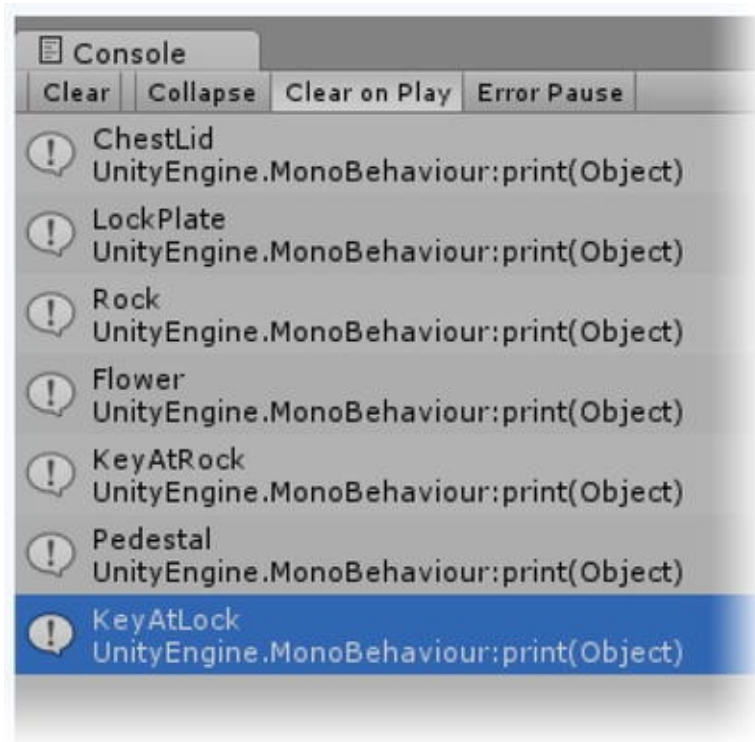 Console
Clear Collapse Clear on Play Error Pause
ChestLid
UnityEngine.MonoBehaviour:print(Object)
LockPlate
UnityEngine.MonoBehaviour:print(Object)
Rock
UnityEngine.MonoBehaviour:print(Object)
Flower
UnityEngine.MonoBehaviour:print(Object)
KeyAtRock
UnityEngine.MonoBehaviour:print(Object)
Pedestal
UnityEngine.MonoBehaviour:print(Object)
KeyAtLock
UnityEngine.MonoBehaviour:print(Object)